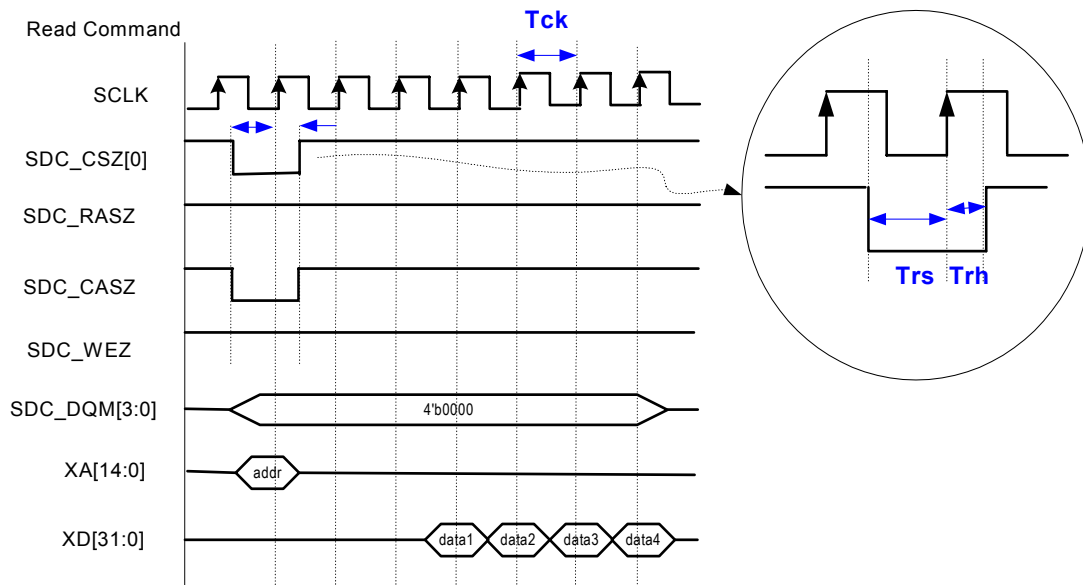 Read Command
Tck
SCLK
SDC_CSZ[0]
SDC_RASZ
Trs Trh
SDC_CASZ
SDC_WEZ
SDC_DQM[3:0]
4'b0000
XA[14:0]
addr
XD[31:0]
data1 data2 data3 data4